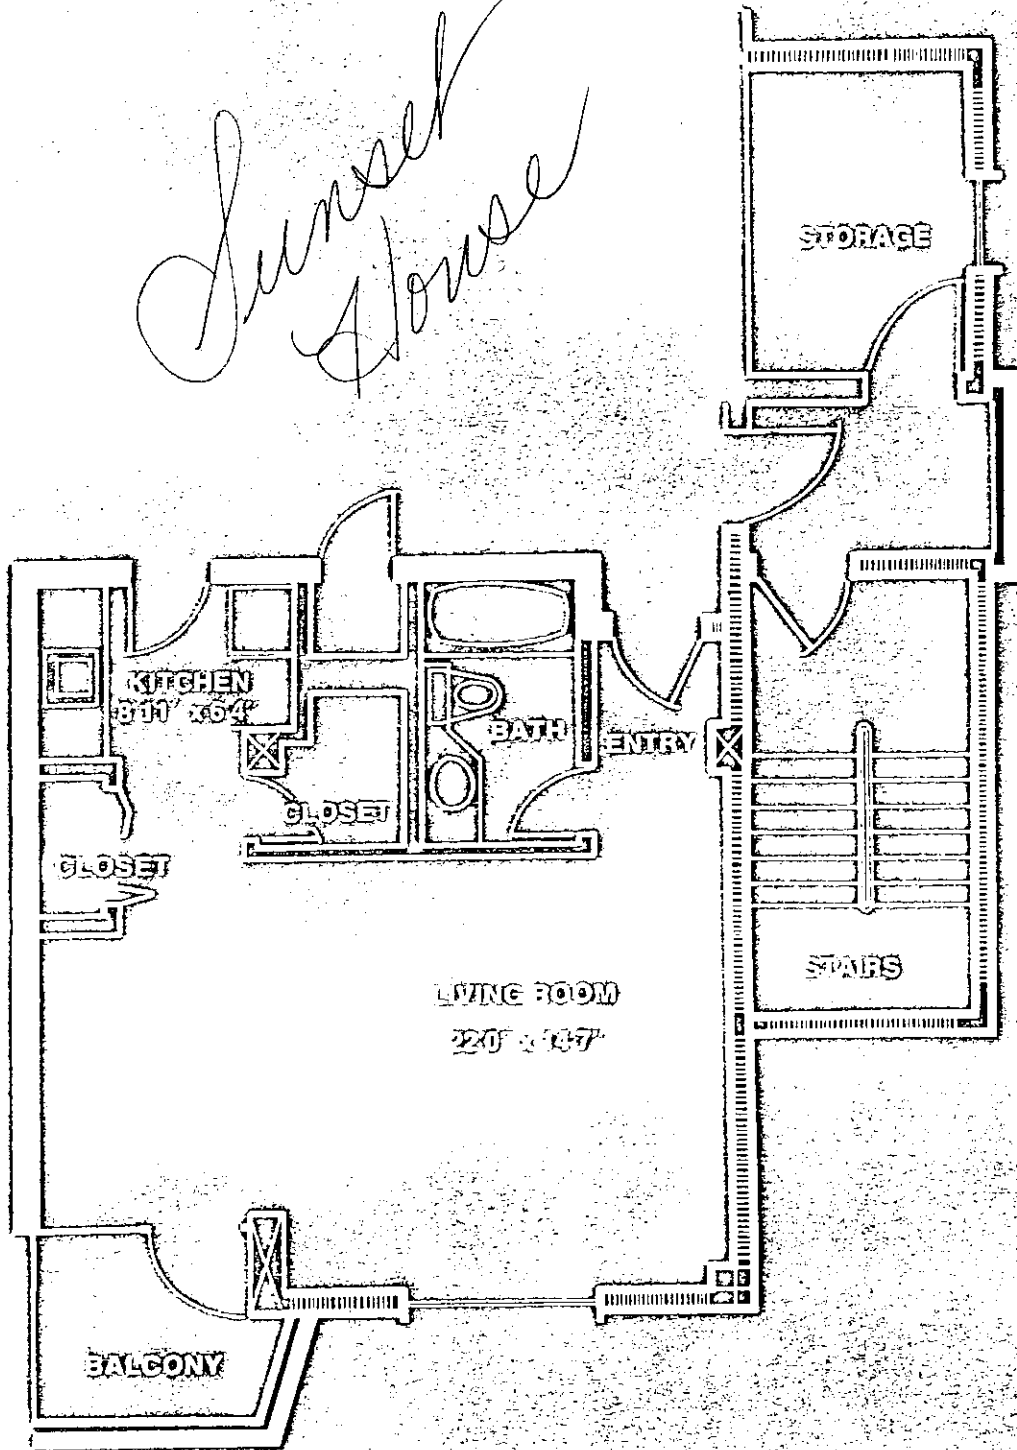 Sunset
House
STORAGE
KITCHEN
8'11" x 6'4"
BATH
ENTRY
CLOSET
CLOSET
STAIRS
LIVING ROOM
22'0" x 14'7"
BALCONY